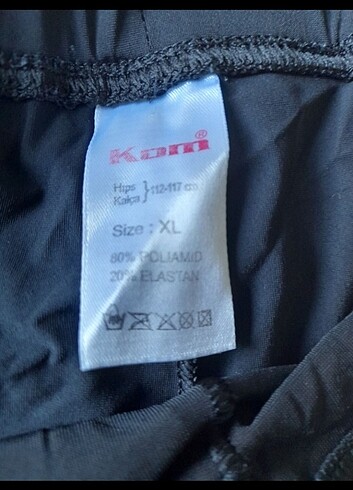 Kom®
Hips
Kalça } 112-117 cm
Size : XL
80% POLIAMID
20% ELASTAN